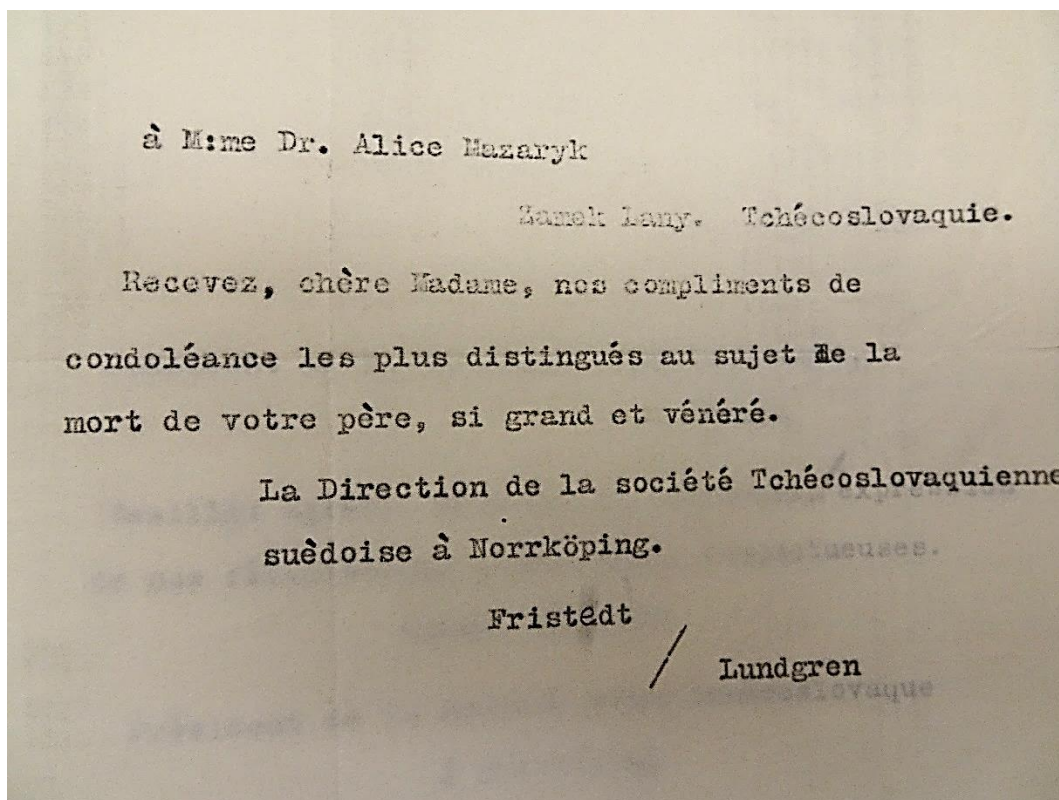 à M:me Dr. Alice Mazaryk
Zamek Lany. Tchécoslovaquie.
Recevez, chère Madame, nos compliments de
condoléance les plus distingués au sujet de la
mort de votre père, si grand et vénéré.
La Direction de la société Tchécoslovaquienne
suèdoise à Norrköping.
Fristedt
/ Lundgren